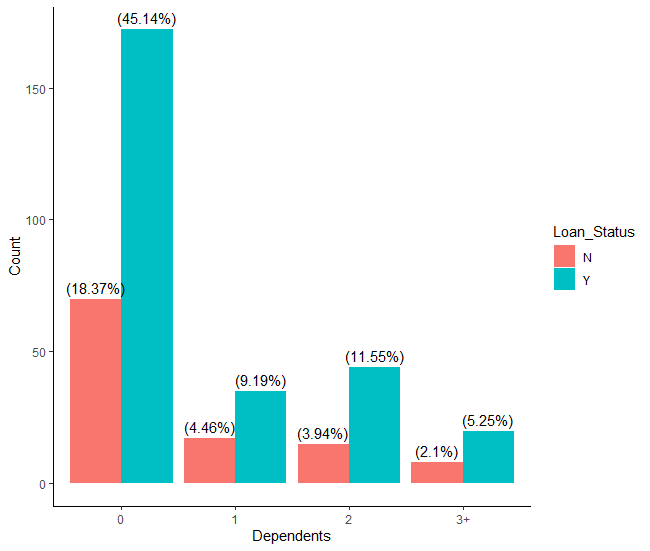 (45.14%)
150
100
Count
(18.37%)
50
(11.55%)
(9.19%)
(4.46%)
(3.94%)
(5.25%)
(2.1%)
0
0 1 2 3+
Dependents
Loan_Status
N
Y